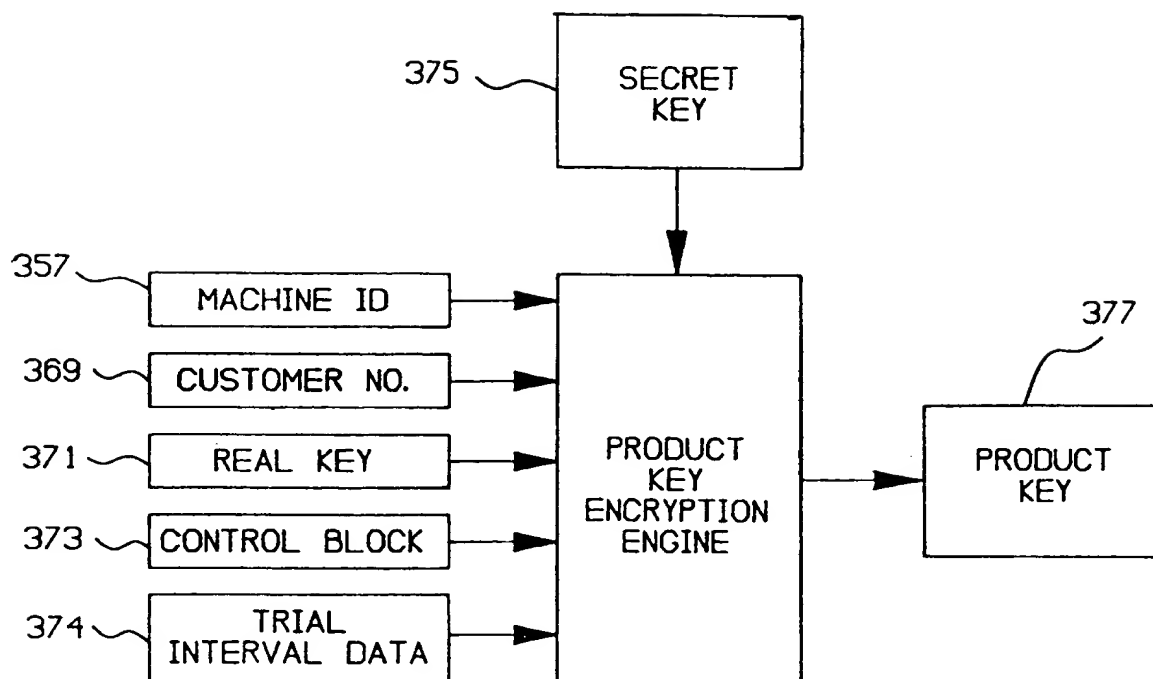 375
SECRET
KEY
357
MACHINE ID
369
CUSTOMER NO.
371
REAL KEY
373
CONTROL BLOCK
374
TRIAL
INTERVAL DATA
PRODUCT
KEY
ENCRYPTION
ENGINE
377
PRODUCT
KEY